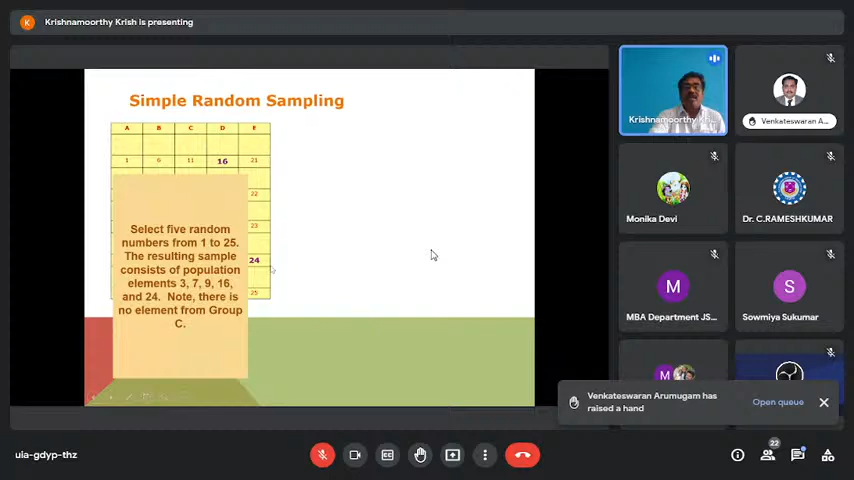 K
Krishnamoorthy Krish is presenting
Simple Random Sampling
A B C D E
1 6 11 16 21
22
23
24
25
Select five random
numbers from 1 to 25.
The resulting sample
consists of population
elements 3, 7, 9, 16,
and 24. Note, there is
no element from Group
C.
Krishnamoorthy Kri...
Venkateswaran A...
Monika Devi
Dr. C.RAMESHKUMAR
M
MBA Department JS...
S
Sowmiya Sukumar
M
Venkateswaran Arumugam has
raised a hand
Open queue
uia-gdyp-thz
22